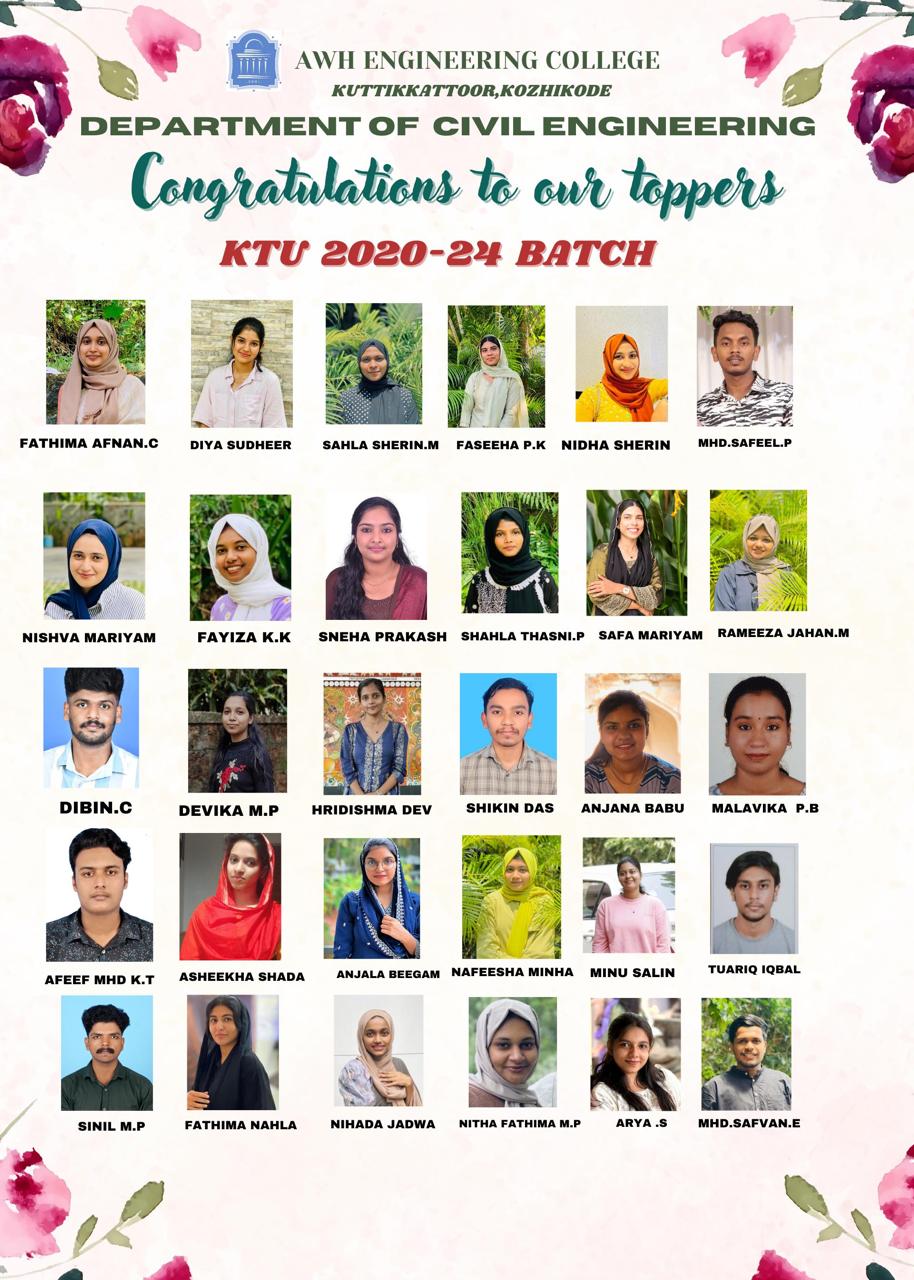 AWH ENGINEERING COLLEGE
KUTTIKKATTOOR,KOZHIKODE
DEPARTMENT OF CIVIL ENGINEERING
Congratulations to our toppers
KTU 2020-24 BATCH
FATHIMA AFNAN.C DIYA SUDHEER SAHLA SHERIN.M FASEEHA P.K NIDHA SHERIN MHD.SAFEEL.P
NISHVA MARIYAM FAYIZA K.K SNEHA PRAKASH SHAHLA THASNI.P SAFA MARIYAM RAMEEZA JAHAN.M
DIBIN.C DEVIKA M.P HRIDISHMA DEV SHIKIN DAS ANJANA BABU MALAVIKA P.B
AFEEF MHD K.T ASHEEKHA SHADA ANJALA BEEGAM NAFEESHA MINHA MINU SALIN TUARIQ IQBAL
SINIL M.P FATHIMA NAHLA NIHADA JADWA NITHA FATHIMA M.P ARYA .S MHD.SAFVAN.E